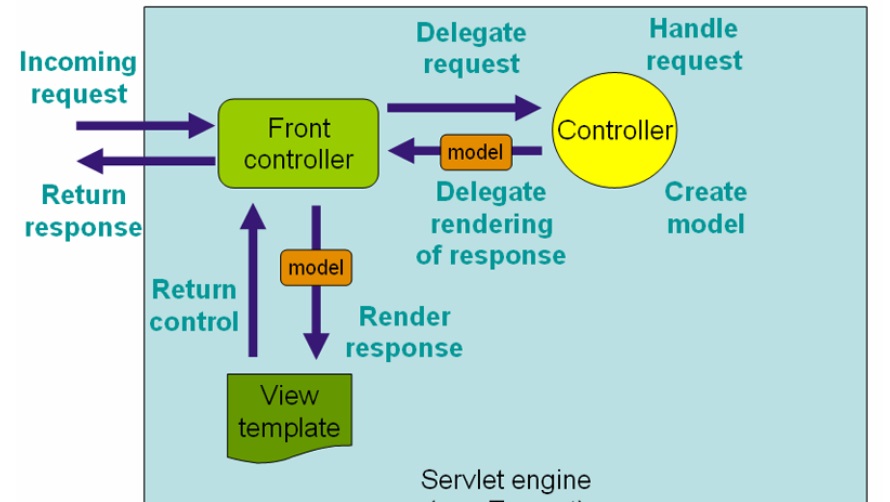 Incoming
request
Return
response
Front
controller
Delegate
request
Handle
request
Controller
model
Delegate
rendering
of response
Create
model
Return
control
model
Render
response
View
template
Servlet engine